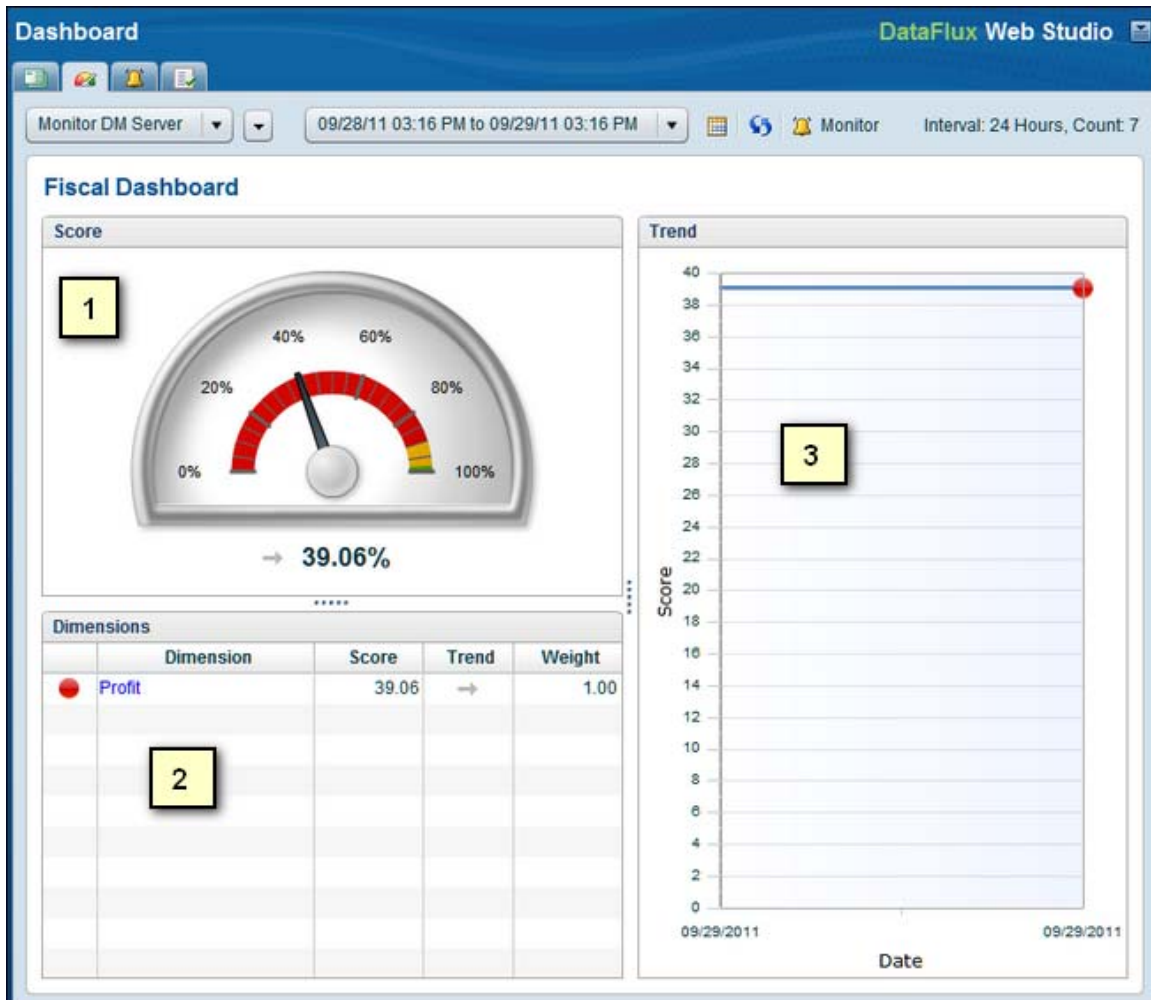 Dashboard
DataFlux Web Studio
Monitor DM Server
09/28/11 03:16 PM to 09/29/11 03:16 PM
Monitor
Interval: 24 Hours, Count: 7
Fiscal Dashboard
Score
1
0%
20%
40%
60%
80%
100%
→ 39.06%
Dimensions
Dimension Score Trend Weight
Profit 39.06 → 1.00
2
Trend
40
38
36
34
32
30
28
26
24
22
20
18
16
14
12
10
8
6
4
2
0
Score
3
09/29/2011 09/29/2011
Date